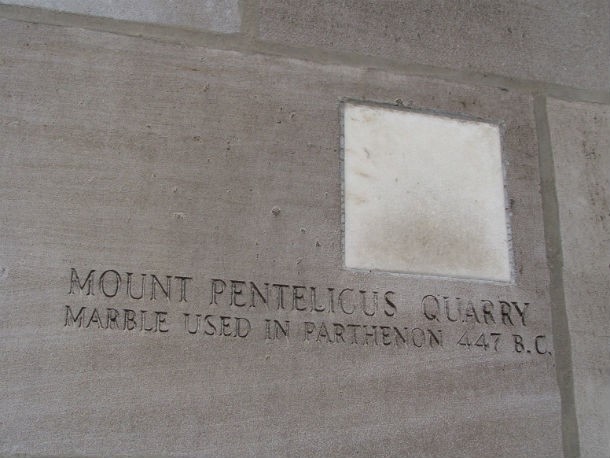 MOUNT PENTELICUS QUARRY
MARBLE USED IN PARTHENON 447 B.C.